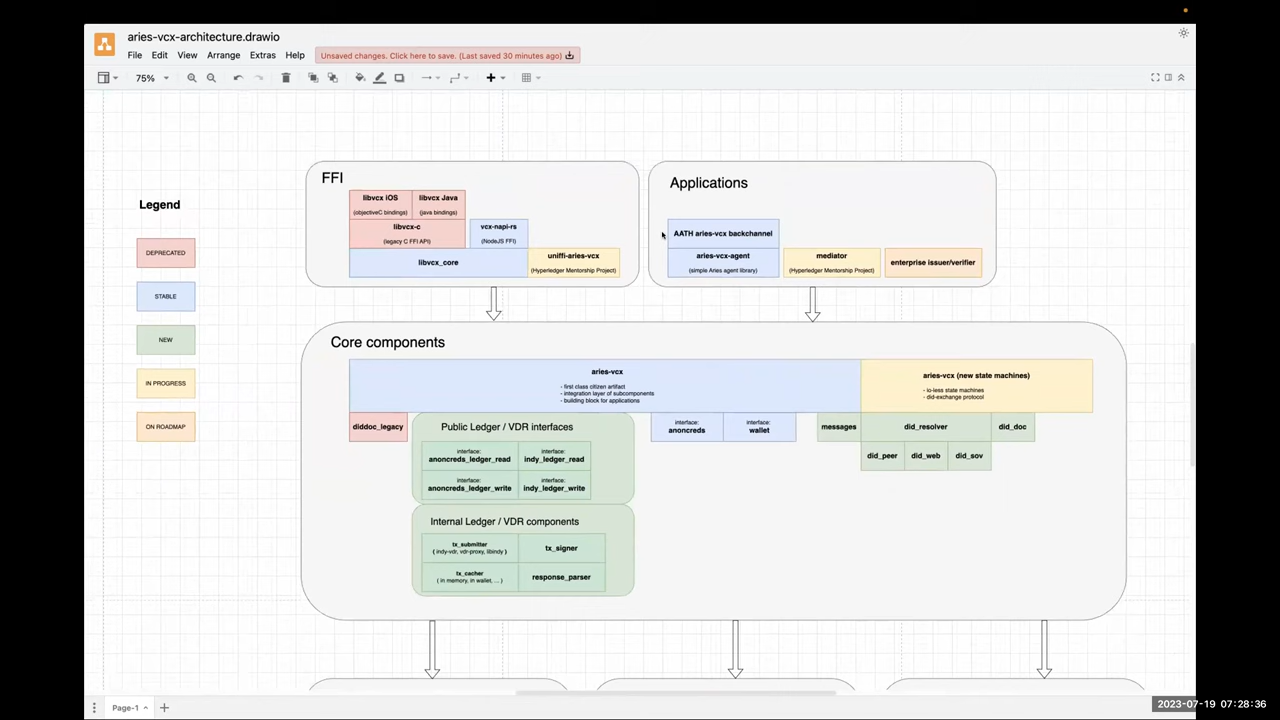 aries-vcx-architecture.drawio
File Edit View Arrange Extras Help Unsaved changes. Click here to save. (Last saved 30 minutes ago)
75%
FFI
libvcx iOS
(objectiveC bindings)
libvcx Java
(java bindings)
libvcx-c
(legacy C FFI API)
vcx-napi-rs
(NodeJS FFI)
libvcx_core
uniffi-aries-vcx
(Hyperledger Mentorship Project)
Applications
AATH aries-vcx backchannel
aries-vcx-agent
(simple Aries agent library)
mediator
(Hyperledger Mentorship Project)
enterprise issuer/verifier
Legend
DEPRECATED
STABLE
NEW
IN PROGRESS
ON ROADMAP
Core components
aries-vcx
- first class citizen artifact
- integration layer of subcomponents
- building block for applications
aries-vcx (new state machines)
- io-less state machines
- did-exchange protocol
diddoc_legacy
Public Ledger / VDR interfaces
interface:
anoncreds_ledger_read
interface:
indy_ledger_read
interface:
anoncreds_ledger_write
interface:
indy_ledger_write
interface:
anoncreds
interface:
wallet
messages
did_resolver
did_doc
did_peer
did_web
did_sov
Internal Ledger / VDR components
tx_submitter
( indy-vdr, vdr-proxy, libindy )
tx_signer
tx_cacher
( in memory, in wallet, ... )
response_parser
Page-1
2023-07-19 07:28:36